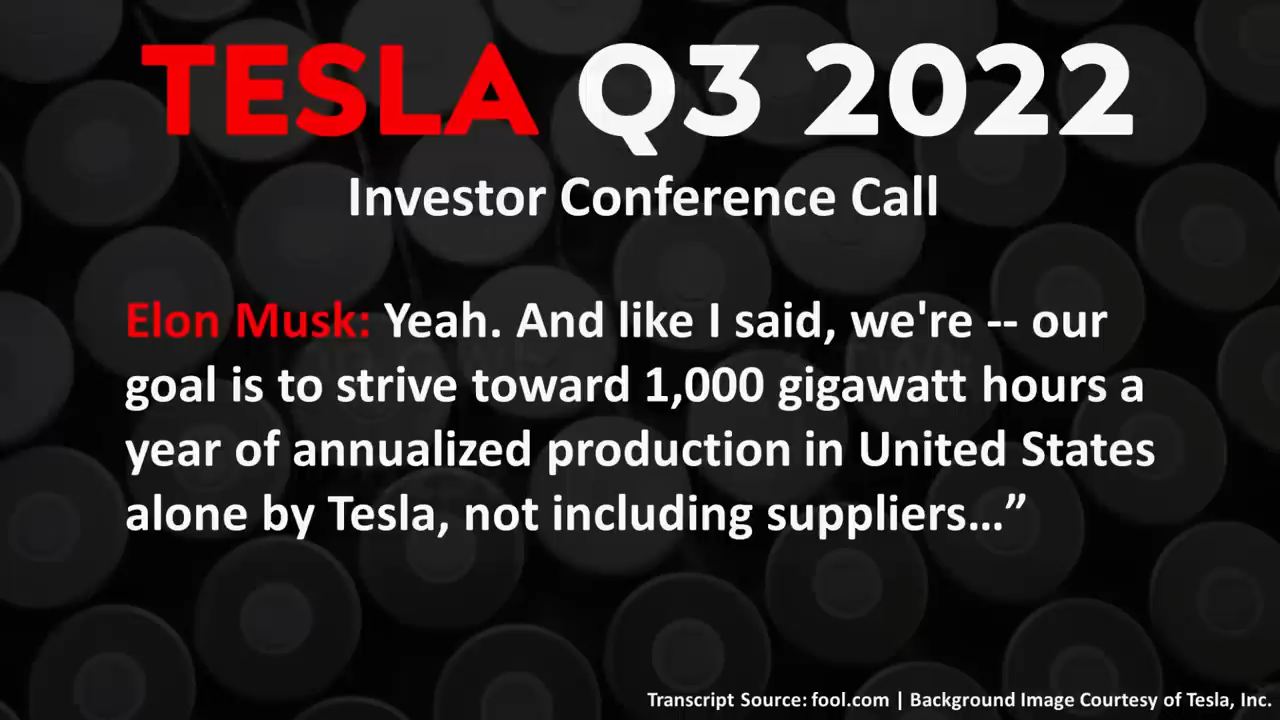 TESLA Q3 2022
Investor Conference Call
Elon Musk: Yeah. And like I said, we're -- our
goal is to strive toward 1,000 gigawatt hours a
year of annualized production in United States
alone by Tesla, not including suppliers…”
Transcript Source: fool.com | Background Image Courtesy of Tesla, Inc.